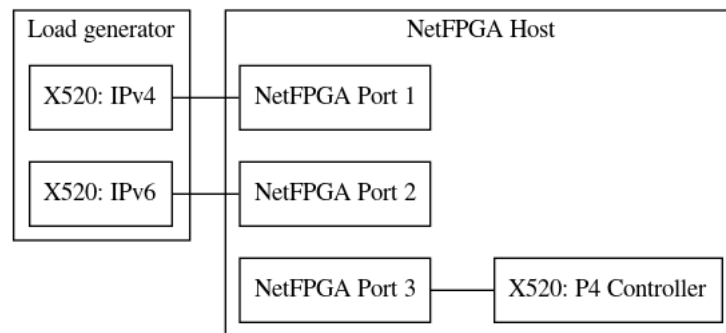 Load generator
NetFPGA Host
X520: IPv4
NetFPGA Port 1
X520: IPv6
NetFPGA Port 2
NetFPGA Port 3
X520: P4 Controller